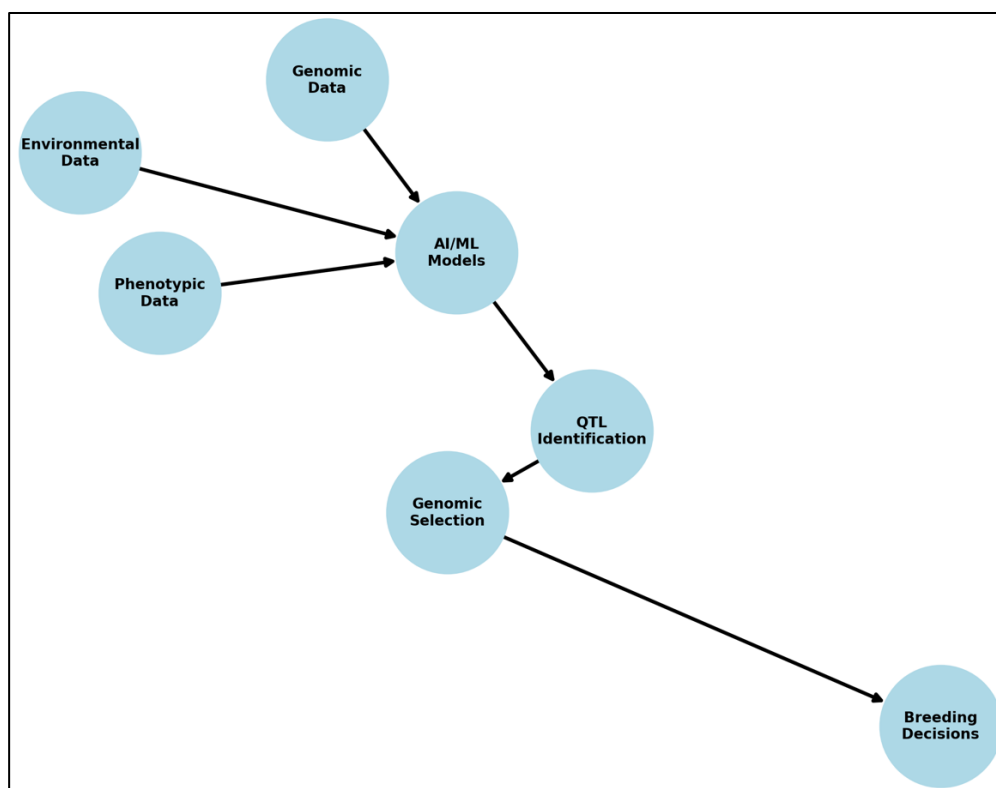 Genomic
Data
Environmental
Data
AI/ML
Models
Phenotypic
Data
QTL
Identification
Genomic
Selection
Breeding
Decisions